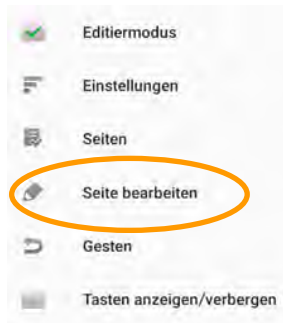 Editiermodus
Einstellungen
Seiten
Seite bearbeiten
Gesten
Tasten anzeigen/verbergen